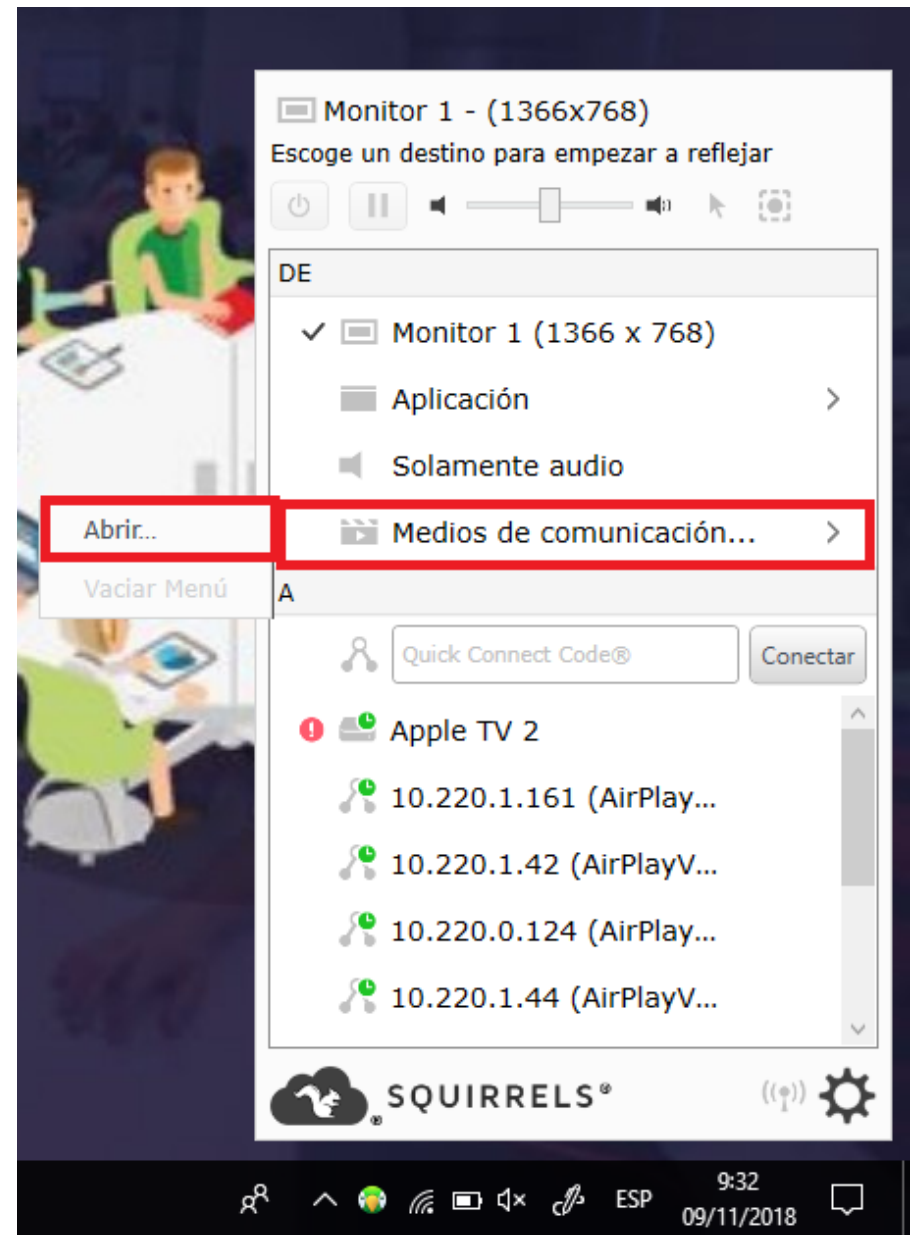 Monitor 1 - (1366x768)
Escoge un destino para empezar a reflejar
DE
Monitor 1 (1366 x 768)
Aplicación
Solamente audio
Abrir...
Medios de comunicación...
Vaciar Menú
A
Quick Connect Code®
Conectar
Apple TV 2
10.220.1.161 (AirPlay...
10.220.1.42 (AirPlayV...
10.220.0.124 (AirPlay...
10.220.1.44 (AirPlayV...
SQUIRRELS®
ESP
9:32
09/11/2018